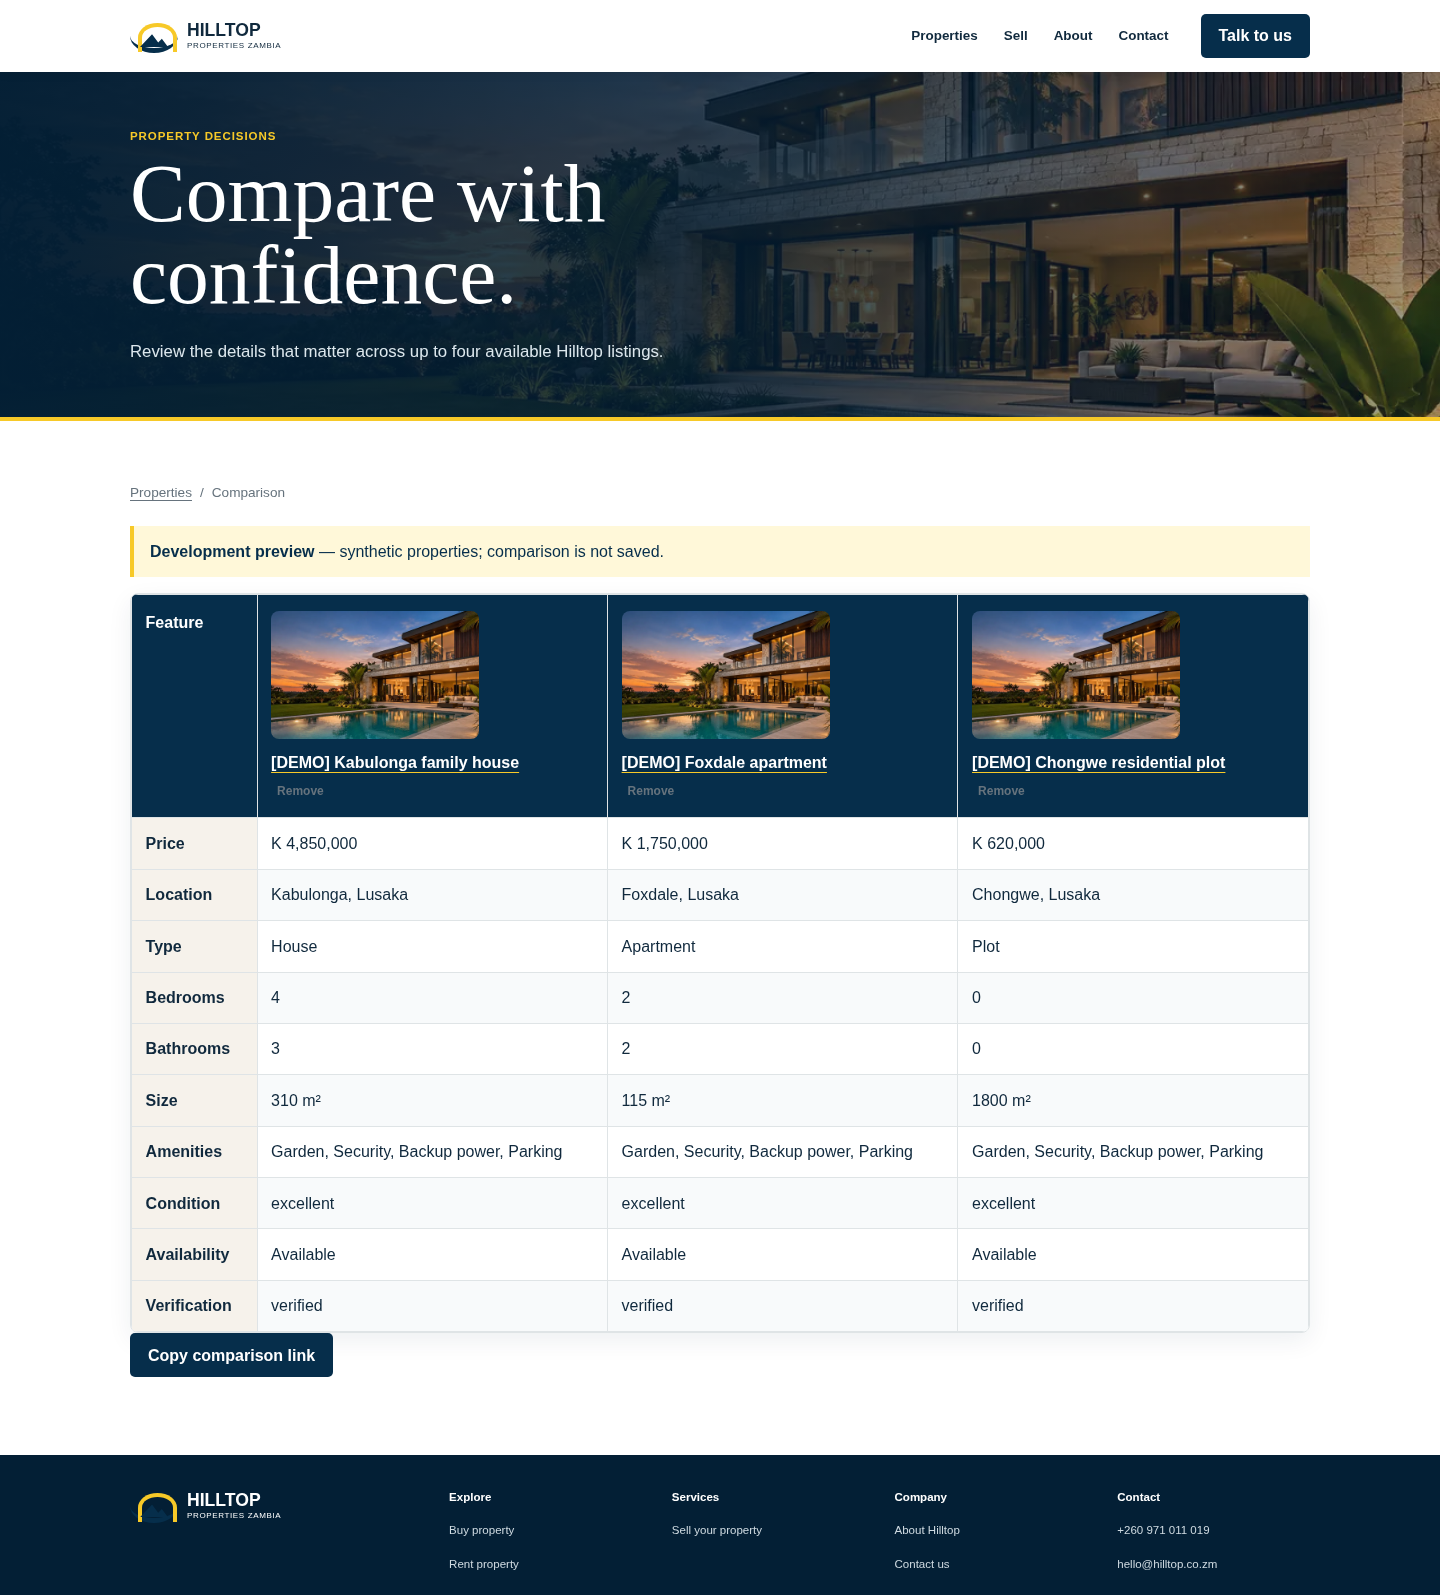 HILLTOP
PROPERTIES ZAMBIA
Properties Sell About Contact Talk to us
PROPERTY DECISIONS
Compare with
confidence.
Review the details that matter across up to four available Hilltop listings.
Properties / Comparison
Development preview — synthetic properties; comparison is not saved.
Feature
[DEMO] Kabulonga family house [DEMO] Foxdale apartment [DEMO] Chongwe residential plot
Remove Remove Remove
Price K 4,850,000 K 1,750,000 K 620,000
Location Kabulonga, Lusaka Foxdale, Lusaka Chongwe, Lusaka
Type House Apartment Plot
Bedrooms 4 2 0
Bathrooms 3 2 0
Size 310 m² 115 m² 1800 m²
Amenities Garden, Security, Backup power, Parking Garden, Security, Backup power, Parking Garden, Security, Backup power, Parking
Condition excellent excellent excellent
Availability Available Available Available
Verification verified verified verified
Copy comparison link
HILLTOP
PROPERTIES ZAMBIA
Explore Services Company Contact
Buy property Sell your property About Hilltop +260 971 011 019
Rent property Contact us hello@hilltop.co.zm